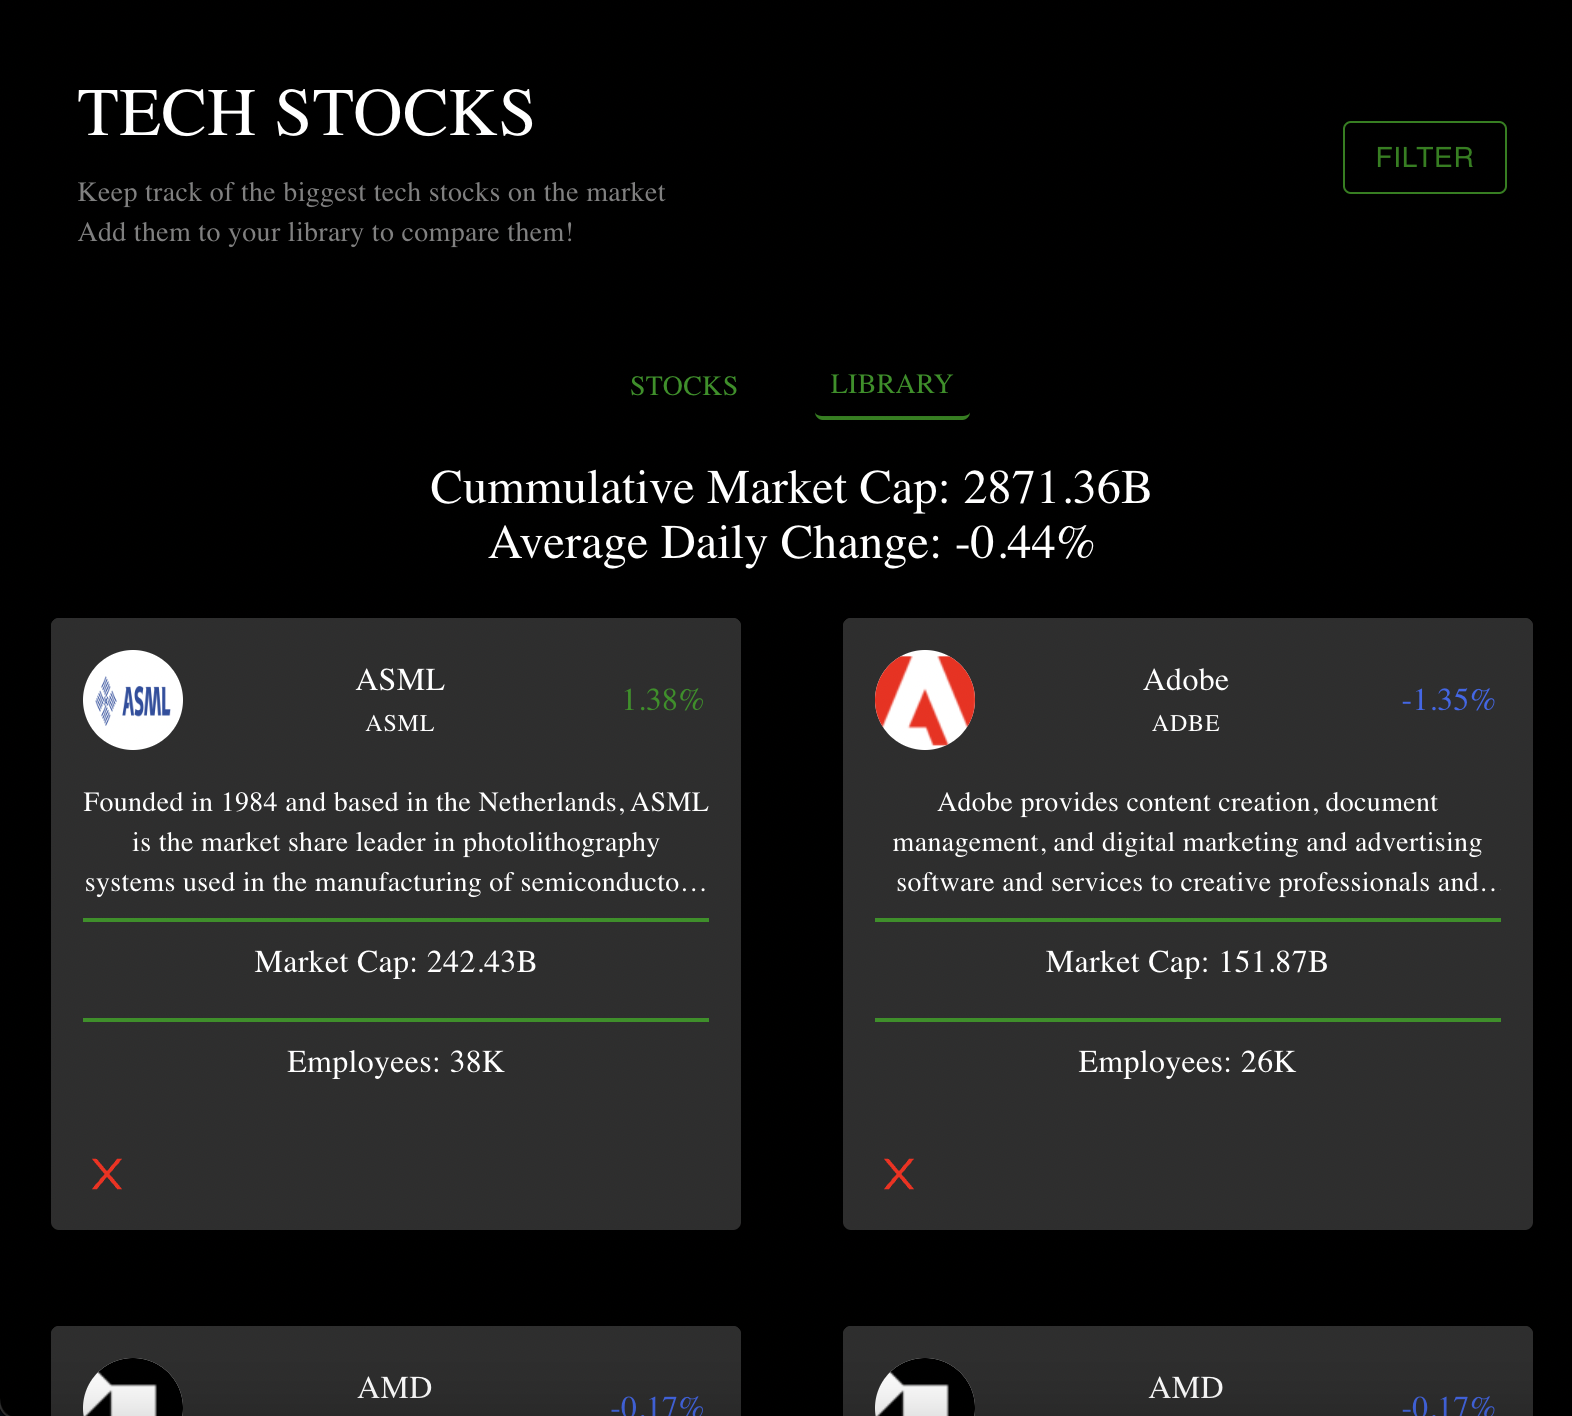 TECH STOCKS
Keep track of the biggest tech stocks on the market
Add them to your library to compare them!
FILTER
STOCKS
LIBRARY
Cummulative Market Cap: 2871.36B
Average Daily Change: -0.44%
ASML
ASML
ASML
1.38%
Founded in 1984 and based in the Netherlands, ASML
is the market share leader in photolithography
systems used in the manufacturing of semiconducto…
Market Cap: 242.43B
Employees: 38K
X
Adobe
ADBE
-1.35%
Adobe provides content creation, document
management, and digital marketing and advertising
software and services to creative professionals and..
Market Cap: 151.87B
Employees: 26K
X
AMD
-0.17%
AMD
-0.17%